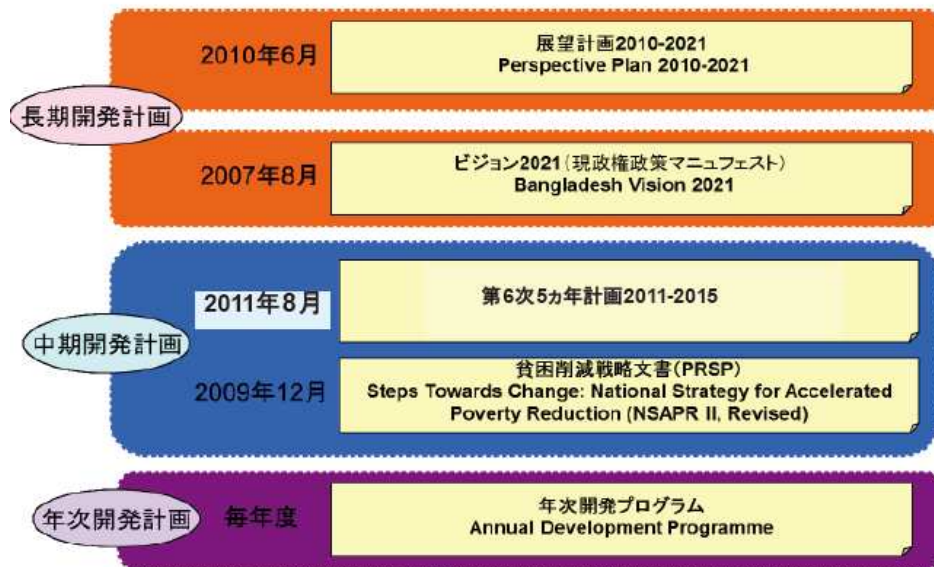 長期開発計画
2010年6月
展望計画2010-2021
Perspective Plan 2010-2021
2007年8月
ビジョン2021（現政権政策マニュフェスト）
Bangladesh Vision 2021
中期開発計画
2011年8月
第6次5ヵ年計画2011-2015
2009年12月
貧困削減戦略文書(PRSP)
Steps Towards Change: National Strategy for Accelerated
Poverty Reduction (NSAPR II, Revised)
年次開発計画
毎年度
年次開発プログラム
Annual Development Programme